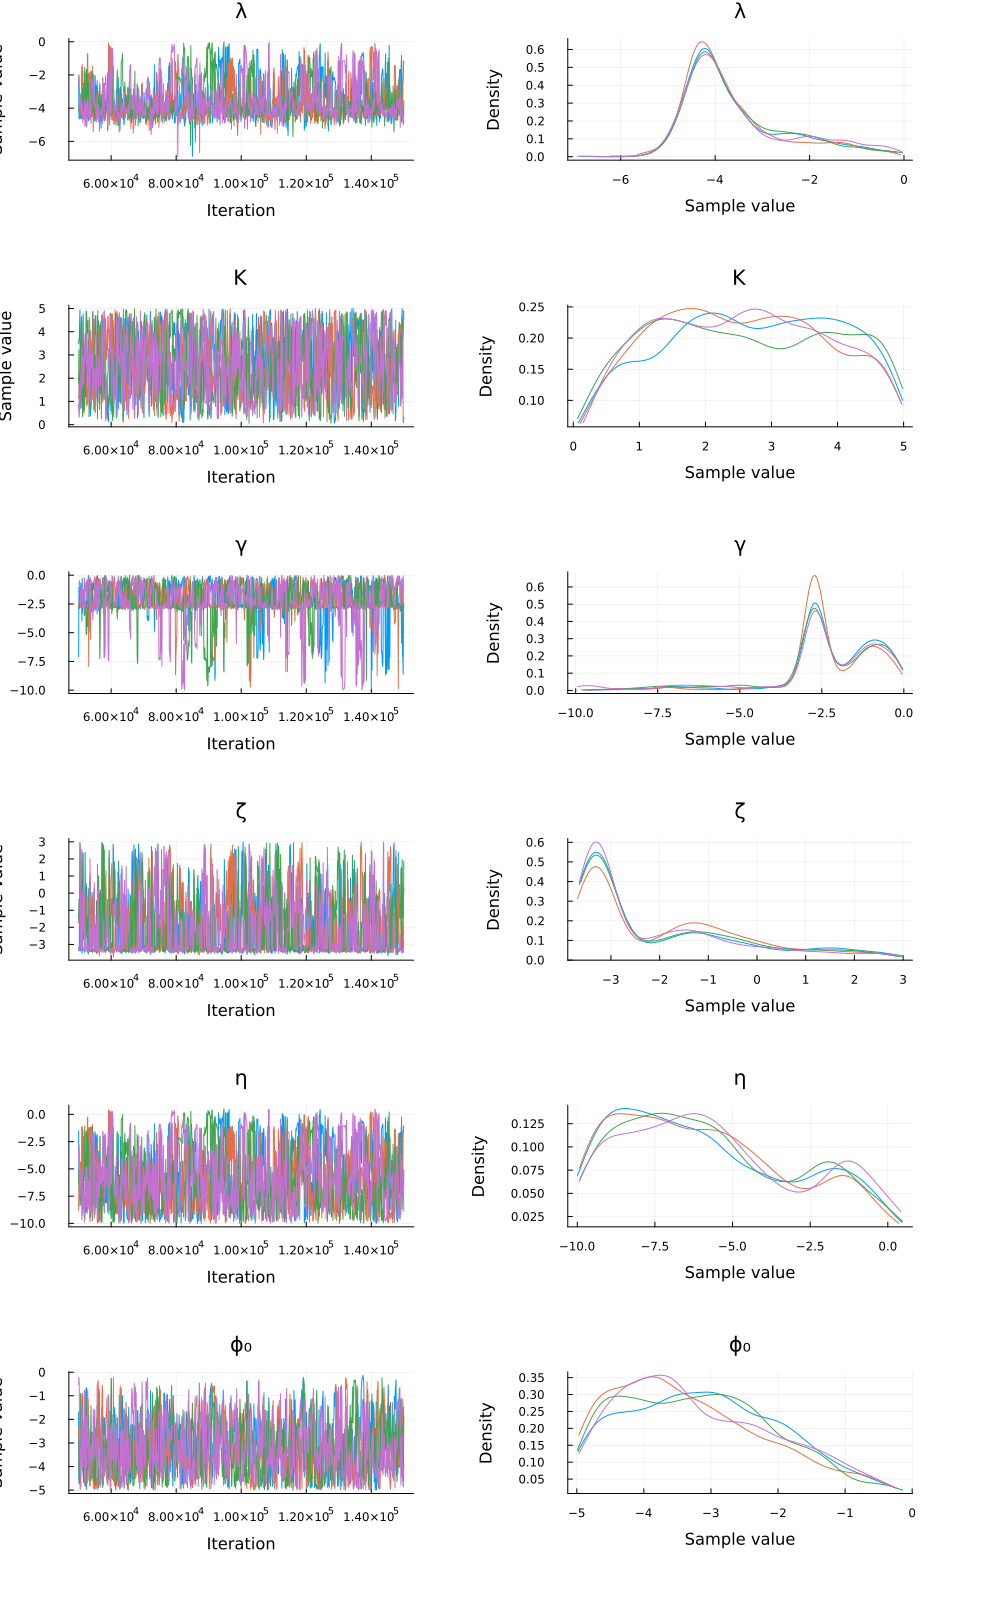 λ
λ
0
−2
−4
−6
6.00×10⁴ 8.00×10⁴ 1.00×10⁵ 1.20×10⁵ 1.40×10⁵
Iteration
Density
0.6
0.5
0.4
0.3
0.2
0.1
0.0
−6 −4 −2 0
Sample value
K
K
Sample value
5
4
3
2
1
0
6.00×10⁴ 8.00×10⁴ 1.00×10⁵ 1.20×10⁵ 1.40×10⁵
Iteration
Density
0.25
0.20
0.15
0.10
0 1 2 3 4 5
Sample value
γ
γ
0.0
−2.5
−5.0
−7.5
−10.0
6.00×10⁴ 8.00×10⁴ 1.00×10⁵ 1.20×10⁵ 1.40×10⁵
Iteration
Density
0.6
0.5
0.4
0.3
0.2
0.1
0.0
−10.0 −7.5 −5.0 −2.5 0.0
Sample value
ζ
ζ
Sample value
3
2
1
0
−1
−2
−3
6.00×10⁴ 8.00×10⁴ 1.00×10⁵ 1.20×10⁵ 1.40×10⁵
Iteration
Density
0.6
0.5
0.4
0.3
0.2
0.1
0.0
−3 −2 −1 0 1 2 3
Sample value
η
η
0.0
−2.5
−5.0
−7.5
−10.0
6.00×10⁴ 8.00×10⁴ 1.00×10⁵ 1.20×10⁵ 1.40×10⁵
Iteration
Density
0.125
0.100
0.075
0.050
0.025
−10.0 −7.5 −5.0 −2.5 0.0
Sample value
ϕ₀
ϕ₀
Sample value
0
−1
−2
−3
−4
−5
6.00×10⁴ 8.00×10⁴ 1.00×10⁵ 1.20×10⁵ 1.40×10⁵
Iteration
Density
0.35
0.30
0.25
0.20
0.15
0.10
0.05
−5 −4 −3 −2 −1 0
Sample value